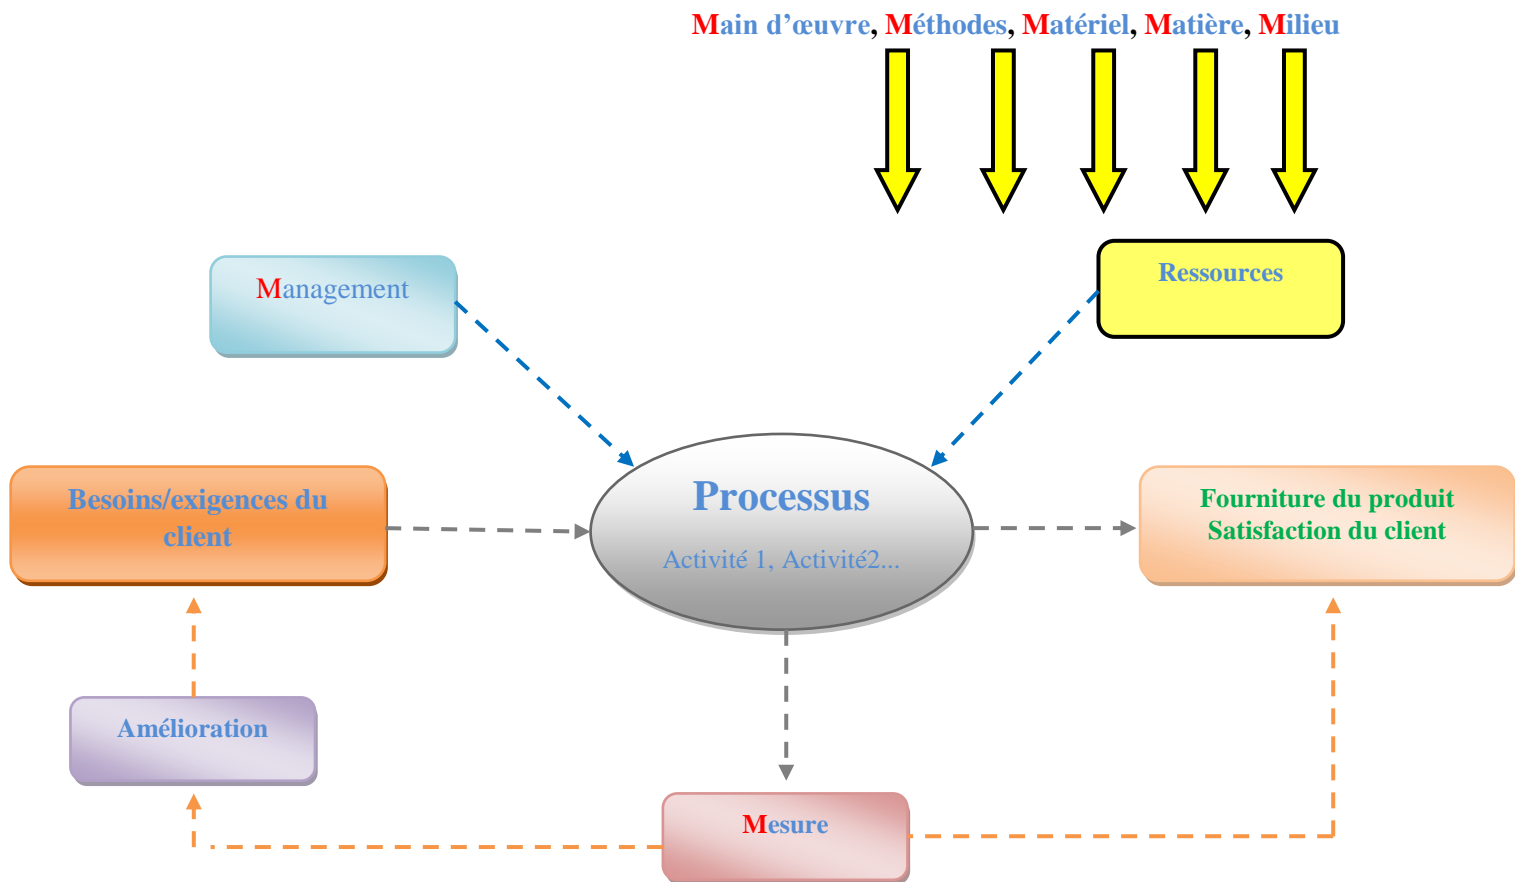 Main d’œuvre, Méthodes, Matériel, Matière, Milieu
Management
Ressources
Besoins/exigences du
client
Processus
Activité 1, Activité2...
Fourniture du produit
Satisfaction du client
Amélioration
Mesure